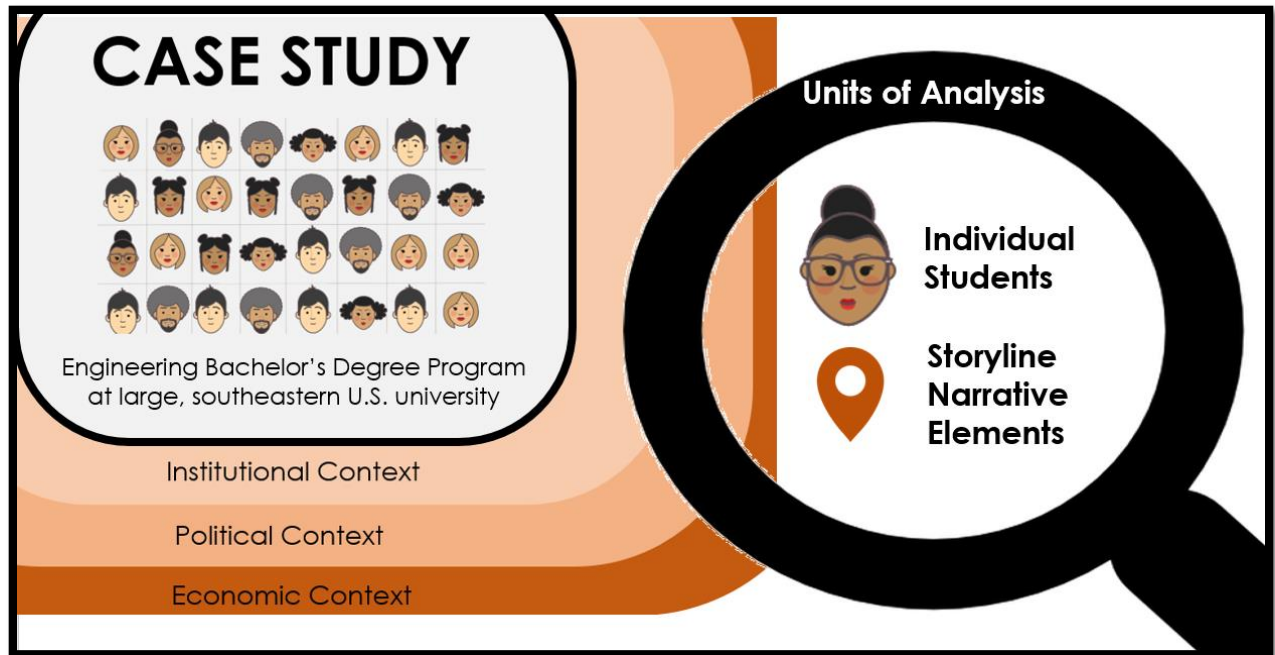 CASE STUDY
Engineering Bachelor's Degree Program
at large, southeastern U.S. university
Institutional Context
Political Context
Economic Context
Units of Analysis
Individual
Students
Storyline
Narrative
Elements